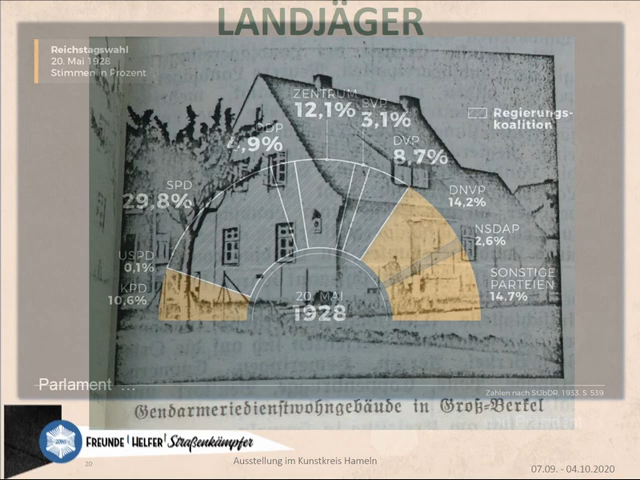 LANDJÄGER
Reichstagswahl
20. Mai 1928
Stimmen in Prozent
ZENTRUM
12,1%
BVP
3,1%
Regierungs-
koalition
DDP
4,9%
DVP
8,7%
SPD
29,8%
DNVP
14,2%
NSDAP
2,6%
USPD
0,1%
KPD
10,6%
SONSTIGE
PARTEIEN
14,7%
20. MAI
1928
Parlament ...
Zahlen nach StJbDR, 1933, S. 539
Gendarmeriedienstwohngebäude in Groß-Berkel
FREUNDE | HELFER | Straßenkämpfer
20
Ausstellung im Kunstkreis Hameln
07.09. - 04.10.2020